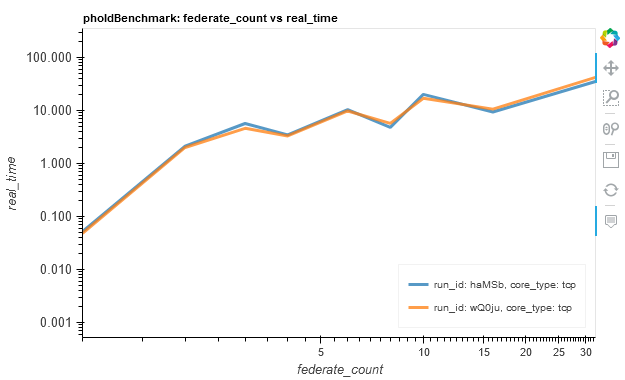 pholdBenchmark: federate_count vs real_time
100.000
10.000
1.000
0.100
0.010
0.001
real_time
run_id: haMSb, core_type: tcp
run_id: wQ0ju, core_type: tcp
5
10
15
20
25
30
federate_count